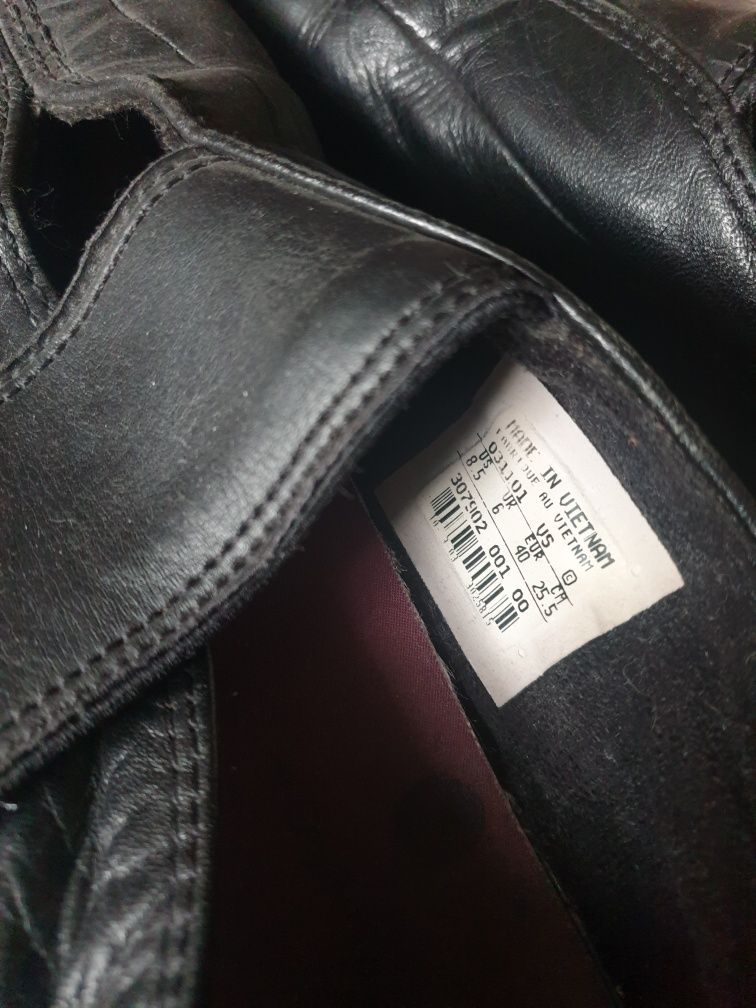 MADE IN VIETNAM
FABRIQUE AU VIETNAM
031101 VS ©
US UK EUR CM
8.5 6 40 25.5
307902 001 00